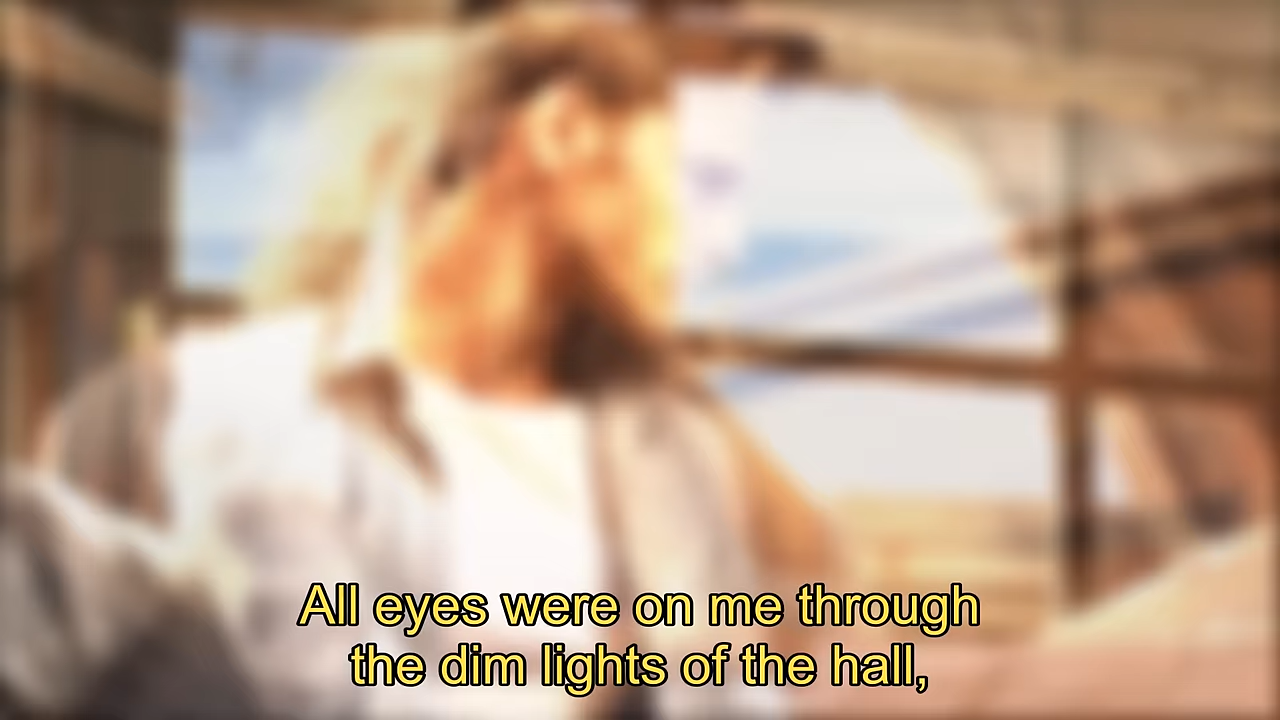 All eyes were on me through
the dim lights of the hall,